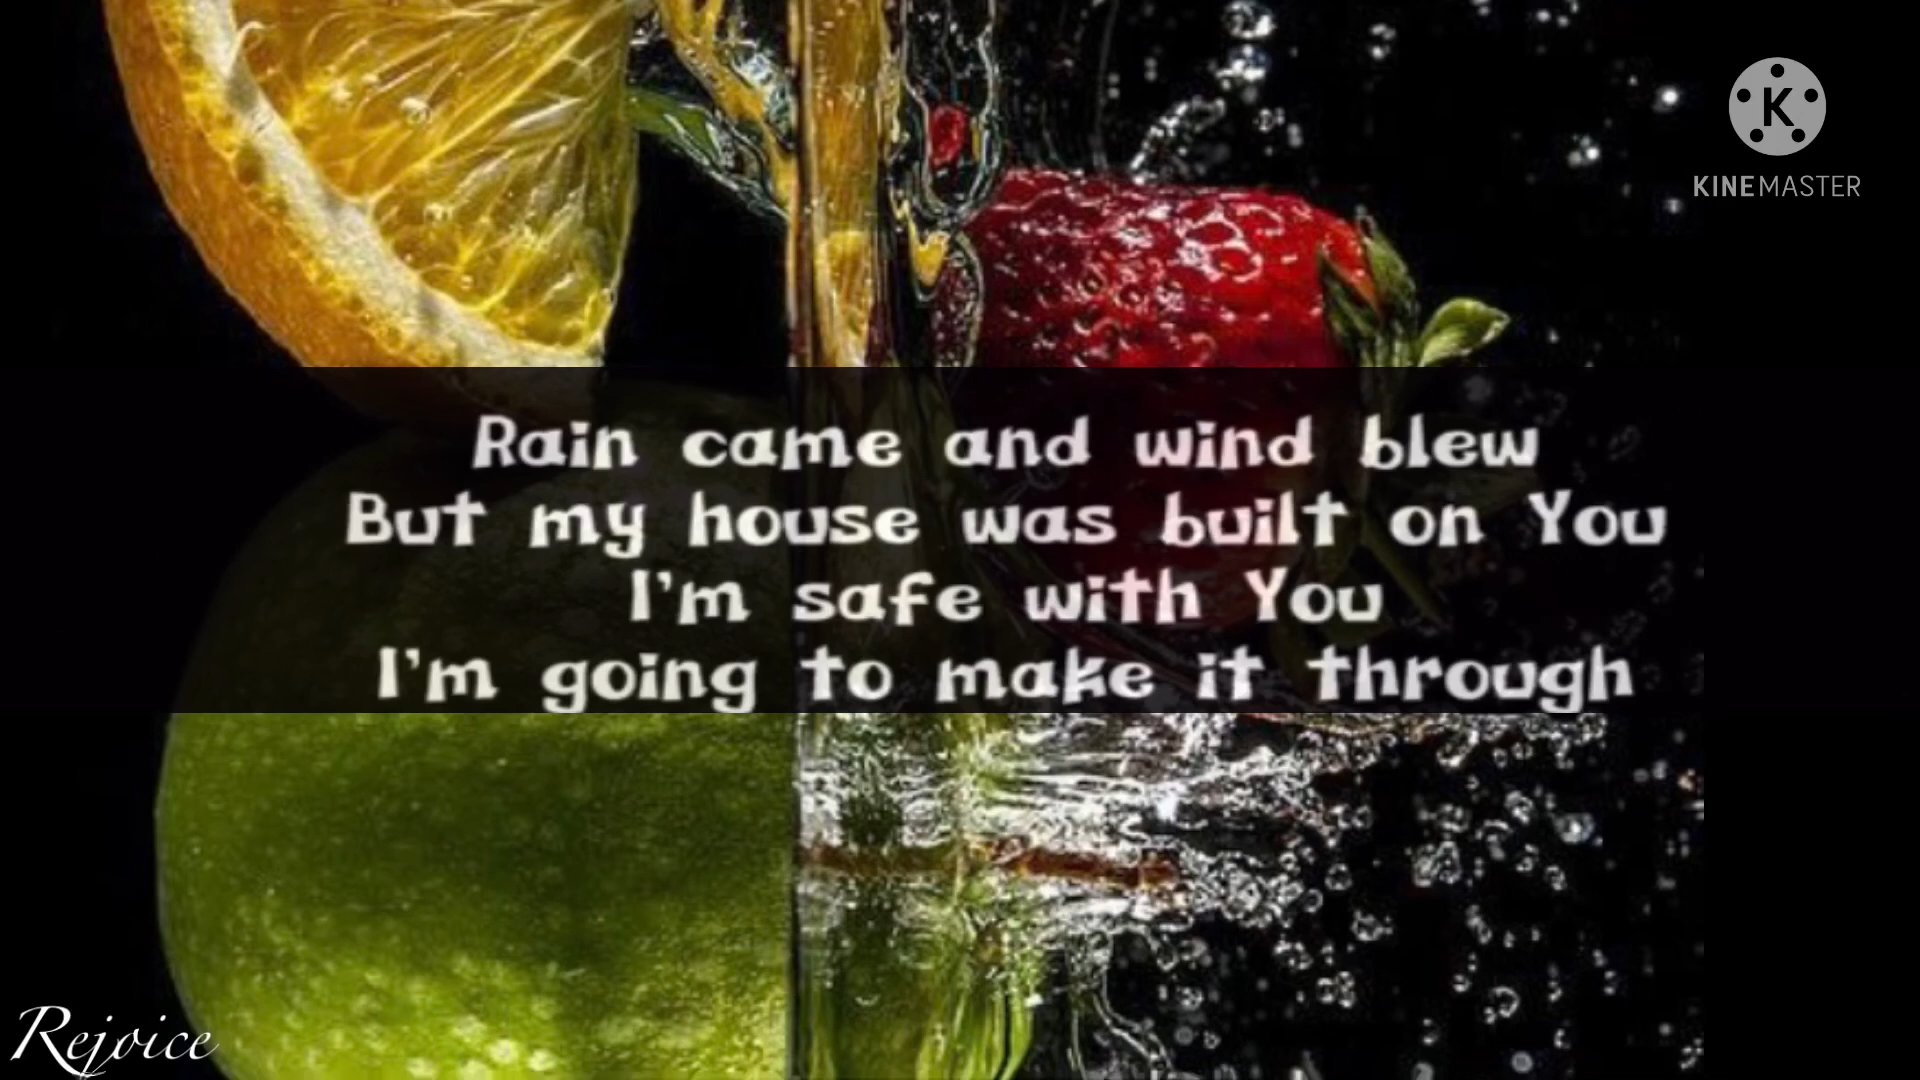 K
KINEMASTER
Rain came and wind blew
But my house was built on You
I'm safe with You
I'm going to make it through
Rejoice